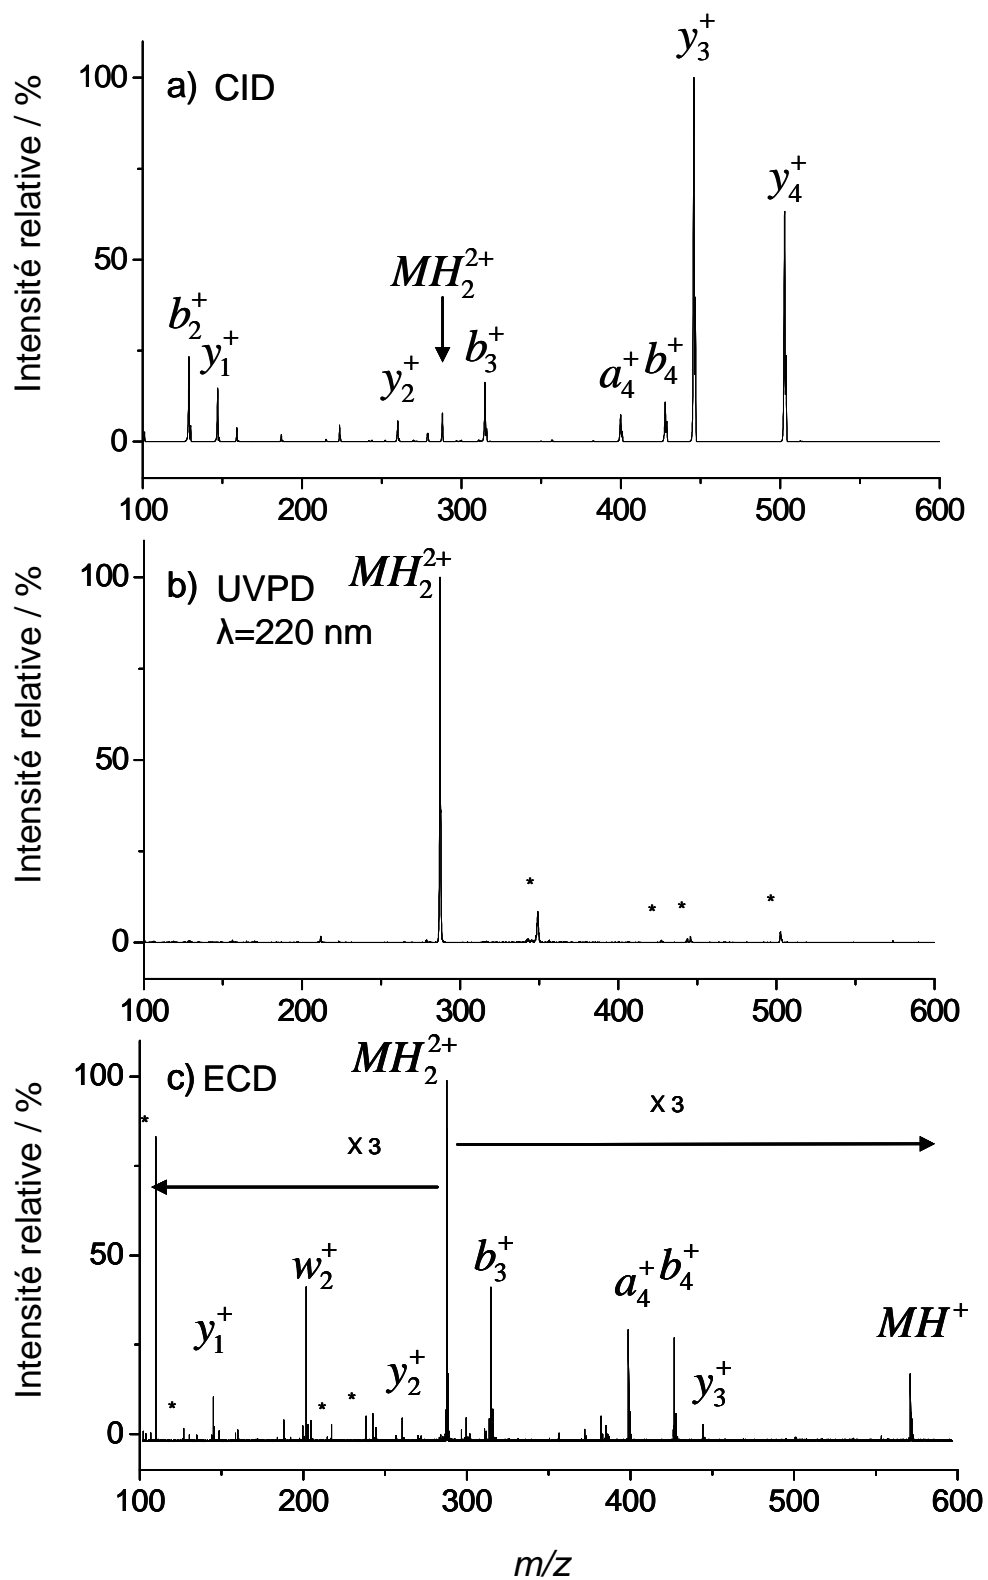 Intensité relative / %
100
50
0
a) CID
b₂⁺
y₁⁺
y₂⁺
MH₂²⁺
b₃⁺
a₄⁺
b₄⁺
y₃⁺
y₄⁺
100 200 300 400 500 600
Intensité relative / %
100
50
0
b) UVPD
λ=220 nm
MH₂²⁺
* * * *
100 200 300 400 500 600
Intensité relative / %
100
50
0
c) ECD
MH₂²⁺
X 3
X 3
*
*
y₁⁺
w₂⁺
*
*
y₂⁺
b₃⁺
a₄⁺
b₄⁺
y₃⁺
MH⁺
100 200 300 400 500 600
m/z